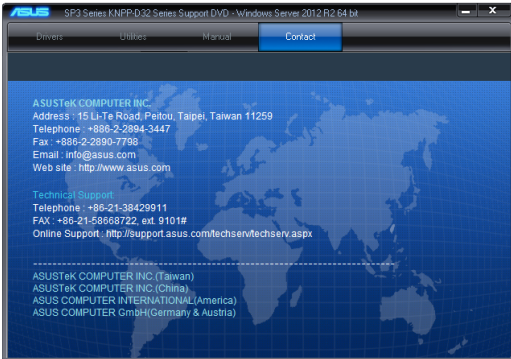 ASUS SP3 Series KNPP-D32 Series Support DVD - Windows Server 2012 R2 64 bit
Drivers Utilities Manual Contact
ASUSTeK COMPUTER INC.
Address : 15 Li-Te Road, Peitou, Taipei, Taiwan 11259
Telephone : +886-2-2894-3447
Fax : +886-2-2890-7798
Email : info@asus.com
Web site : http://www.asus.com
Technical Support
Telephone : +86-21-38429911
FAX : +86-21-58668722, ext. 9101#
Online Support : http://support.asus.com/techserv/techserv.aspx
ASUSTeK COMPUTER INC.(Taiwan)
ASUSTeK COMPUTER INC.(China)
ASUS COMPUTER INTERNATIONAL(America)
ASUS COMPUTER GmbH(Germany & Austria)